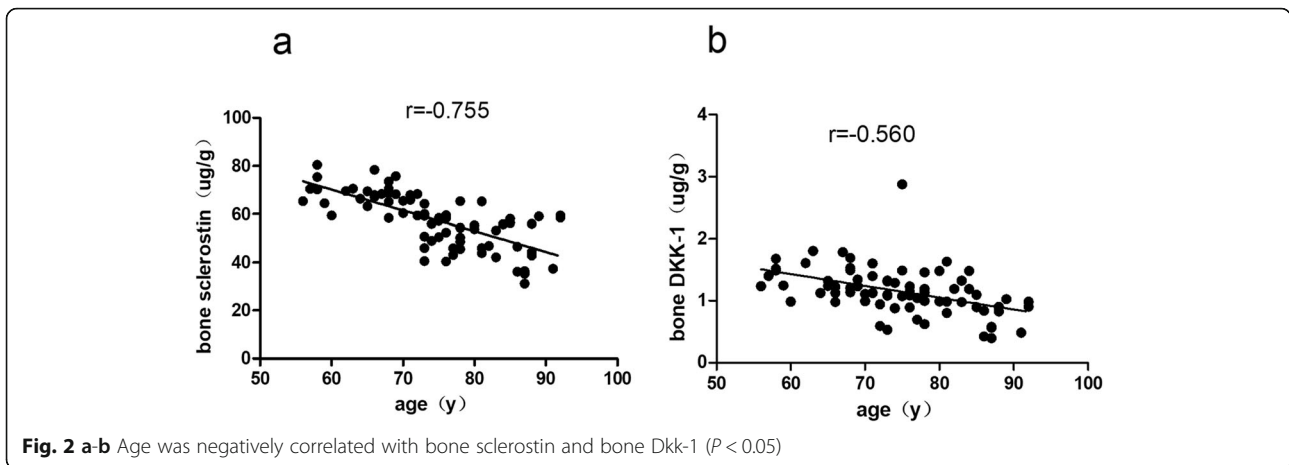 a
r=-0.755
bone sclerostin（ug/g）
100
80
60
40
20
0
50 60 70 80 90 100
age（y）
b
r=-0.560
bone DKK-1（ug/g）
4
3
2
1
0
50 60 70 80 90 100
age（y）
Fig. 2 a-b Age was negatively correlated with bone sclerostin and bone Dkk-1 (P < 0.05)